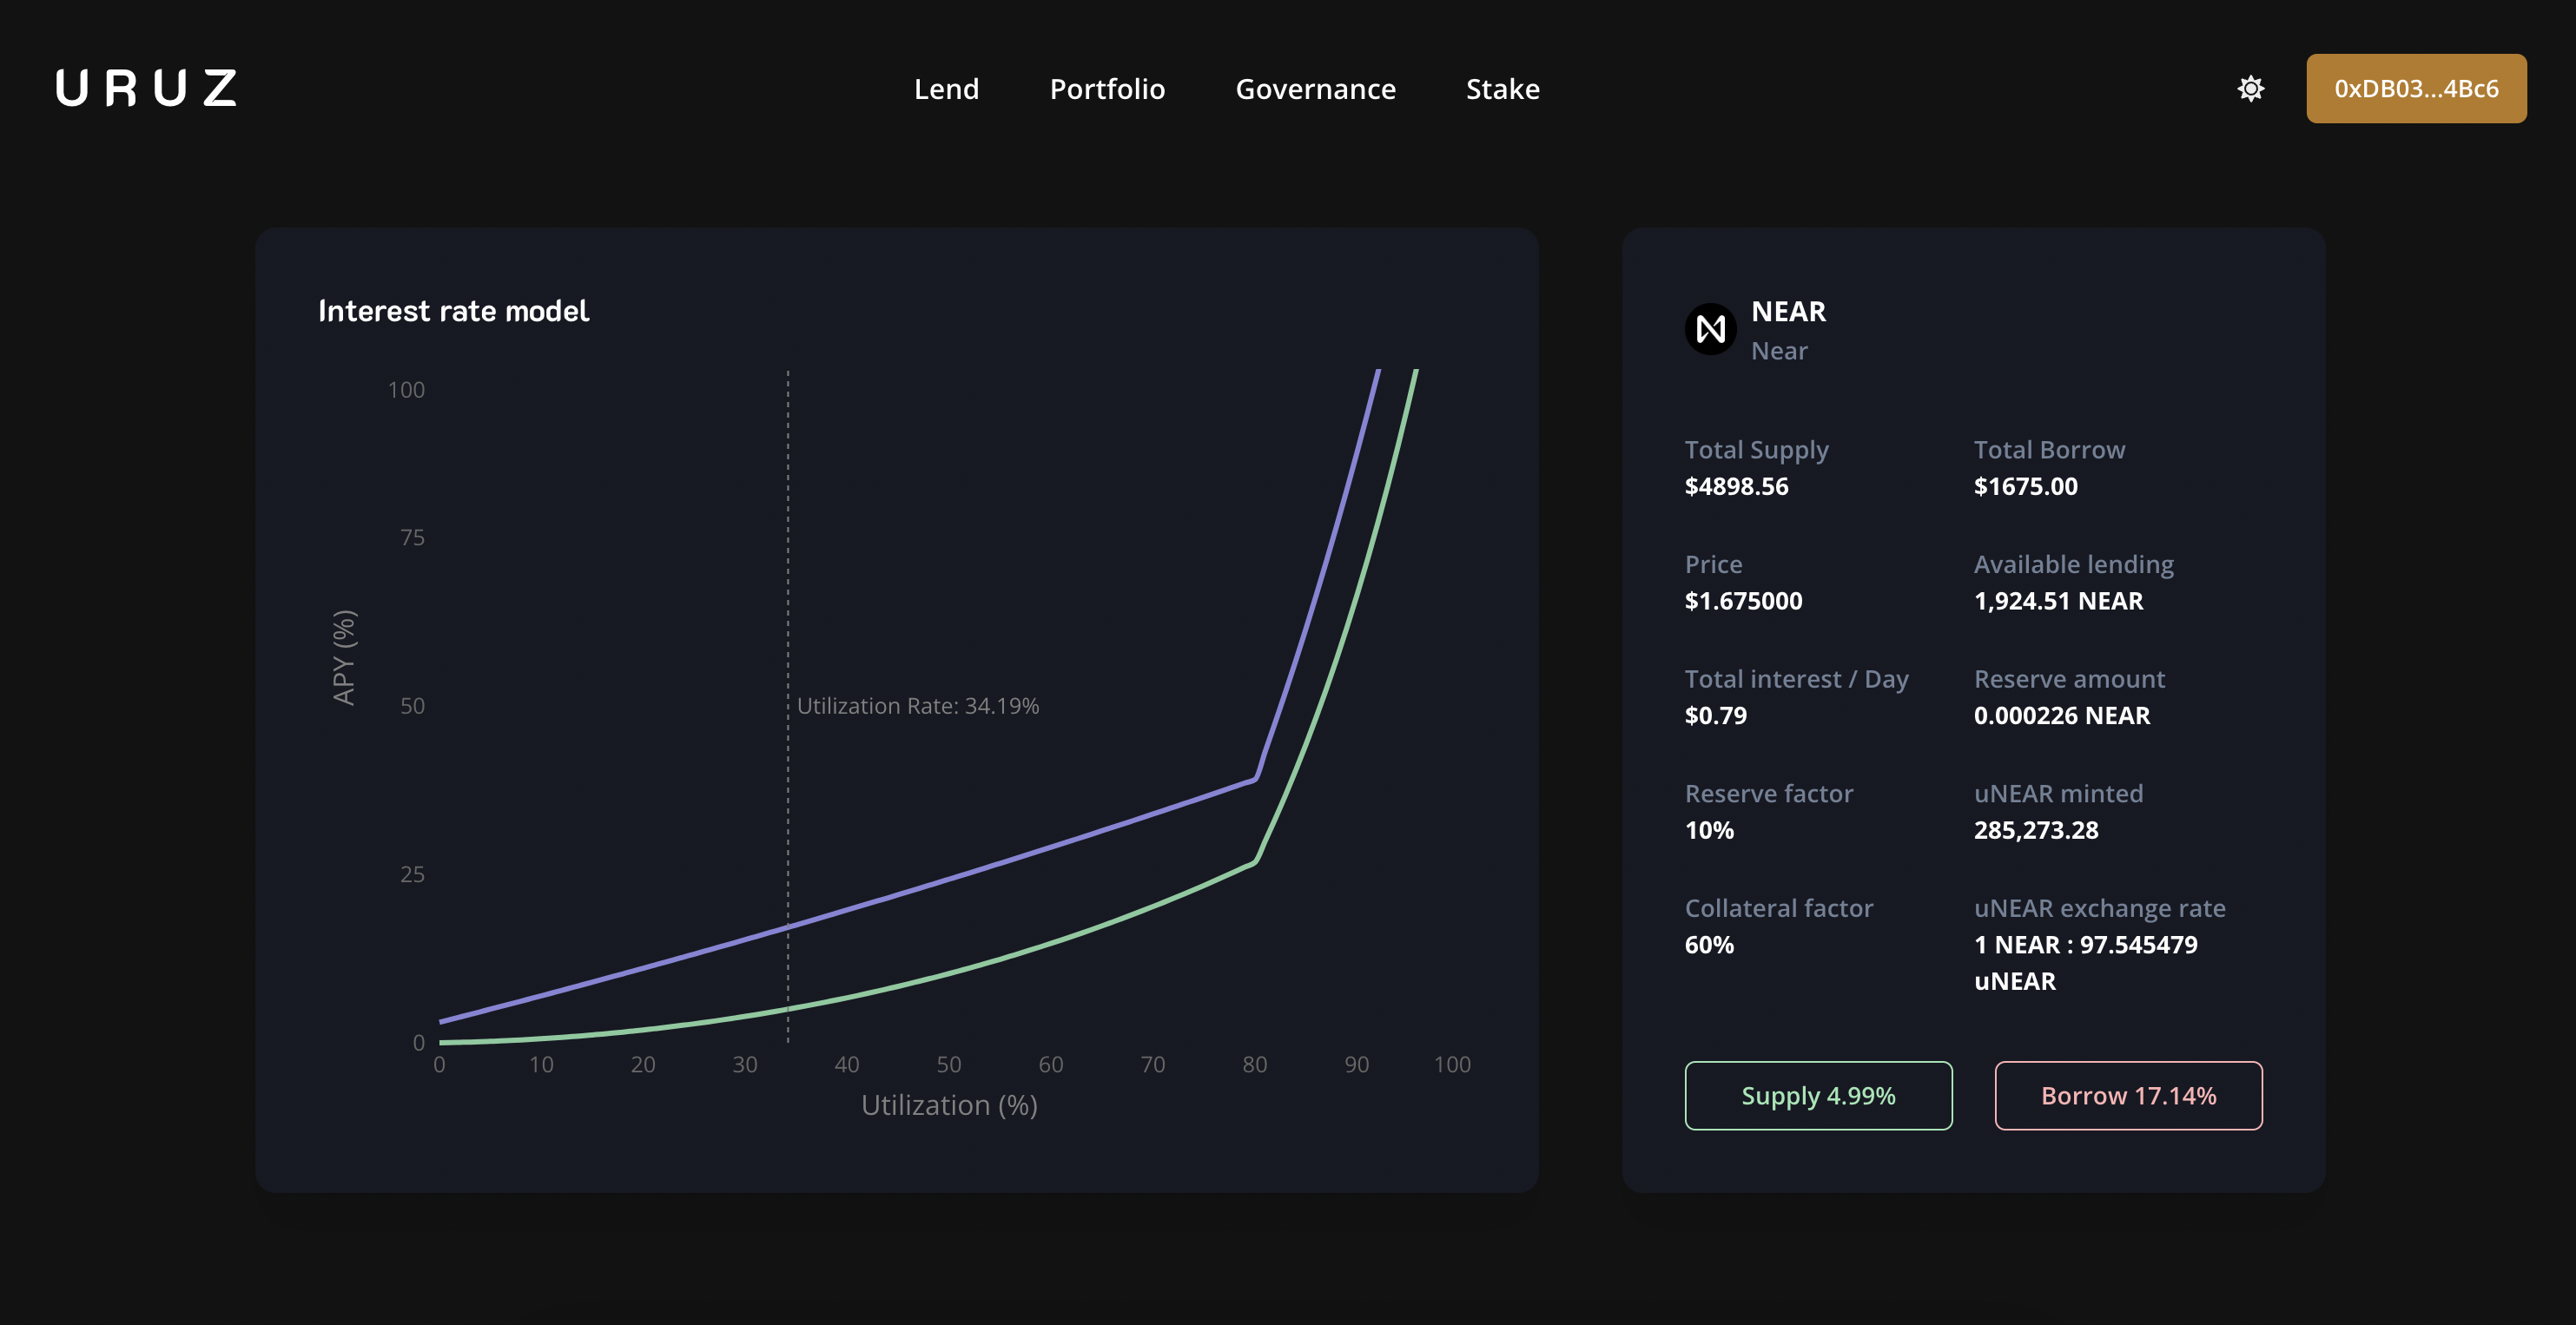 URUZ
Lend
Portfolio
Governance
Stake
0xDB03...4Bc6
Interest rate model
100
75
50
25
0
APY (%)
Utilization Rate: 34.19%
0
10
20
30
40
50
60
70
80
90
100
Utilization (%)
NEAR
Near
Total Supply
$4898.56
Total Borrow
$1675.00
Price
$1.675000
Available lending
1,924.51 NEAR
Total interest / Day
$0.79
Reserve amount
0.000226 NEAR
Reserve factor
10%
uNEAR minted
285,273.28
Collateral factor
60%
uNEAR exchange rate
1 NEAR : 97.545479
uNEAR
Supply 4.99%
Borrow 17.14%